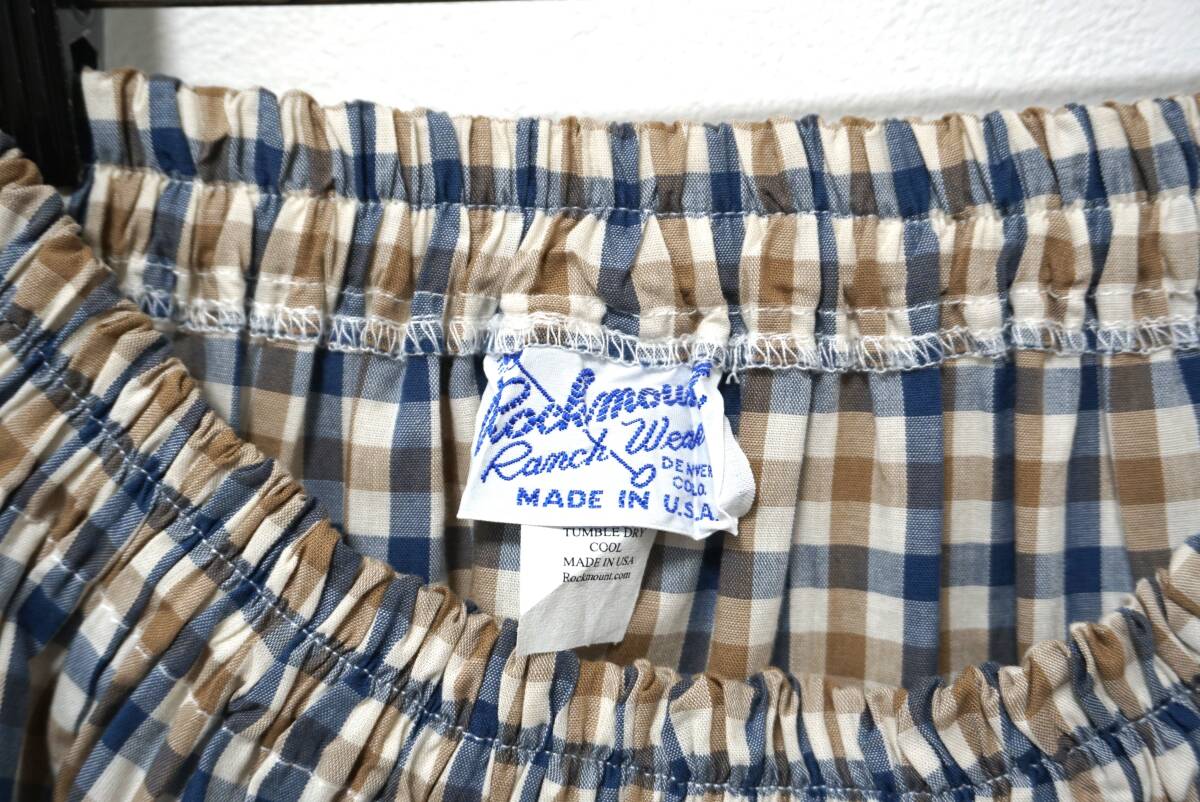 Rockmount
Ranch Wear
DENVER
COLO.
MADE IN U.S.A.
TUMBLE DRY
COOL
MADE IN USA
Rockmount.com